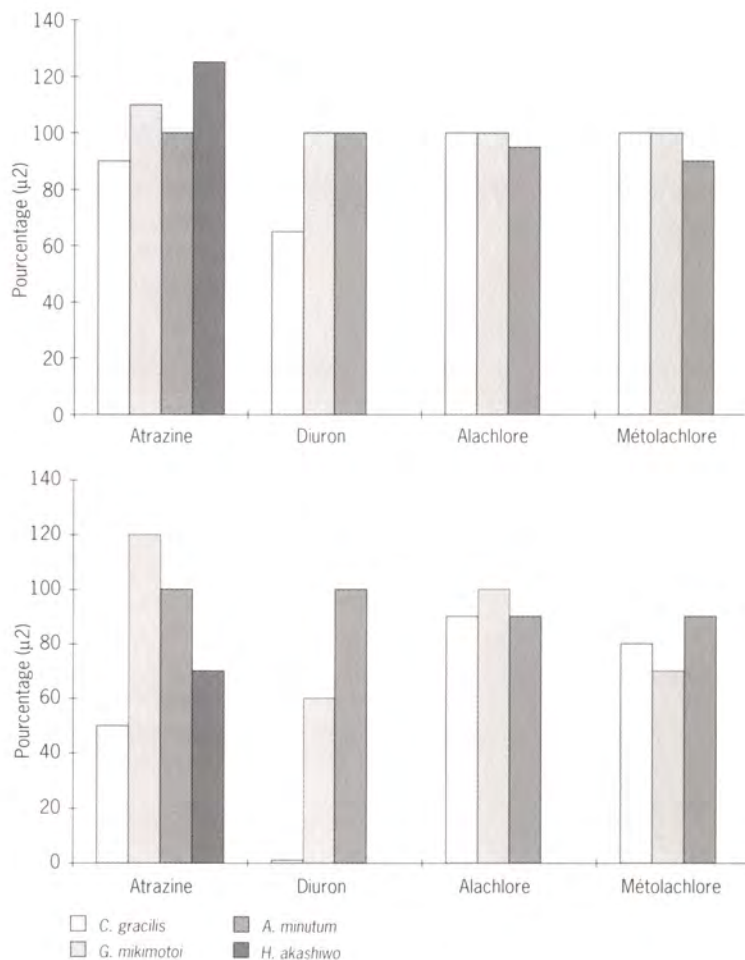 140
120
100
80
60
40
20
0
Pourcentage (µ2)
Atrazine Diuron Alachlore Métolachlore
140
120
100
80
60
40
20
0
Pourcentage (µ2)
Atrazine Diuron Alachlore Métolachlore
C. gracilis A. minutum
G. mikimotoi H. akashiwo